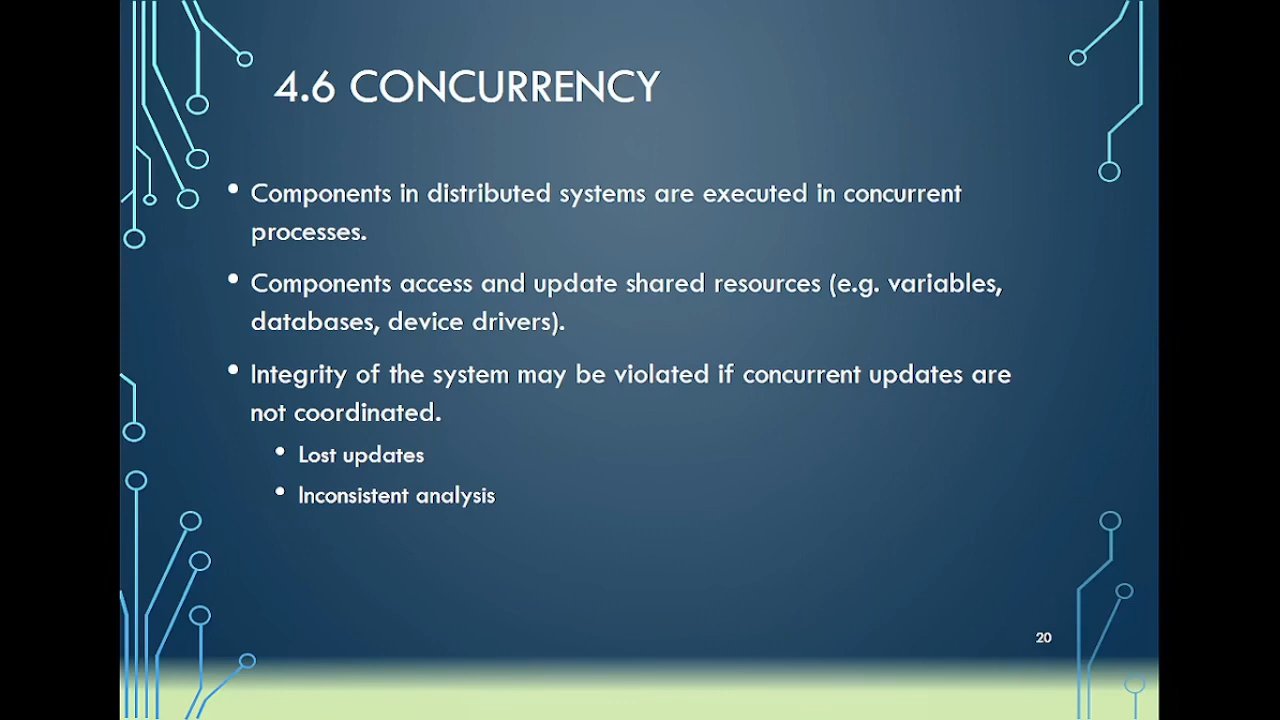 4.6 CONCURRENCY
• Components in distributed systems are executed in concurrent
processes.
• Components access and update shared resources (e.g. variables,
databases, device drivers).
• Integrity of the system may be violated if concurrent updates are
not coordinated.
• Lost updates
• Inconsistent analysis
20